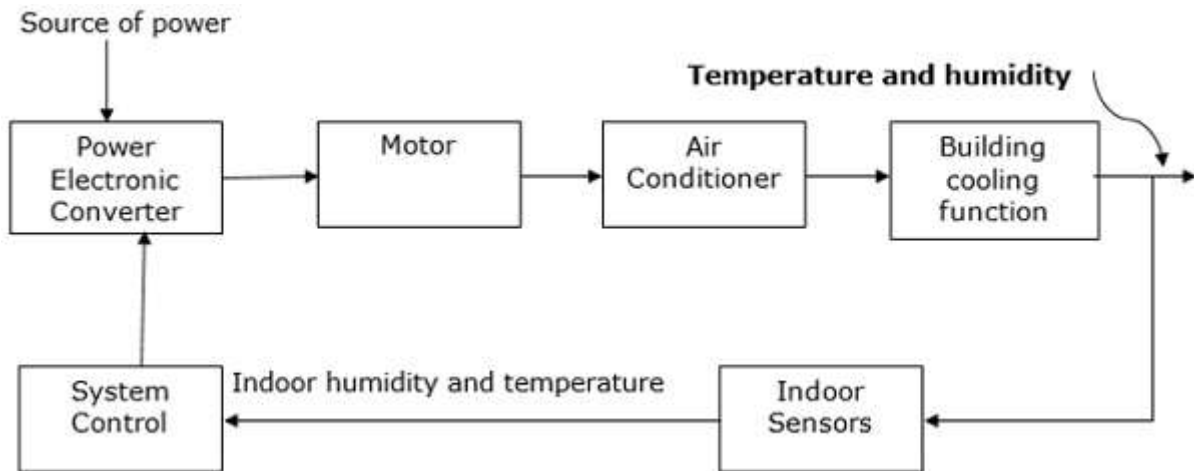 Source of power
Temperature and humidity
Power
Electronic
Converter
Motor
Air
Conditioner
Building
cooling
function
System
Control
Indoor humidity and temperature
Indoor
Sensors